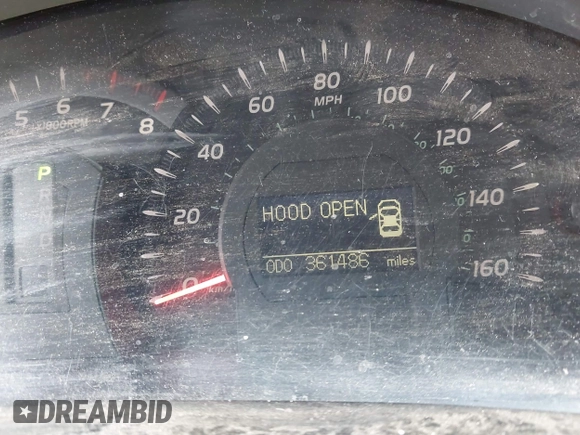 5 6 7 8
x1000RPM
P
0 20 40 60 80 100 120 140 160
MPH
km/h
HOOD OPEN
ODO 361486 miles
DREAMBID